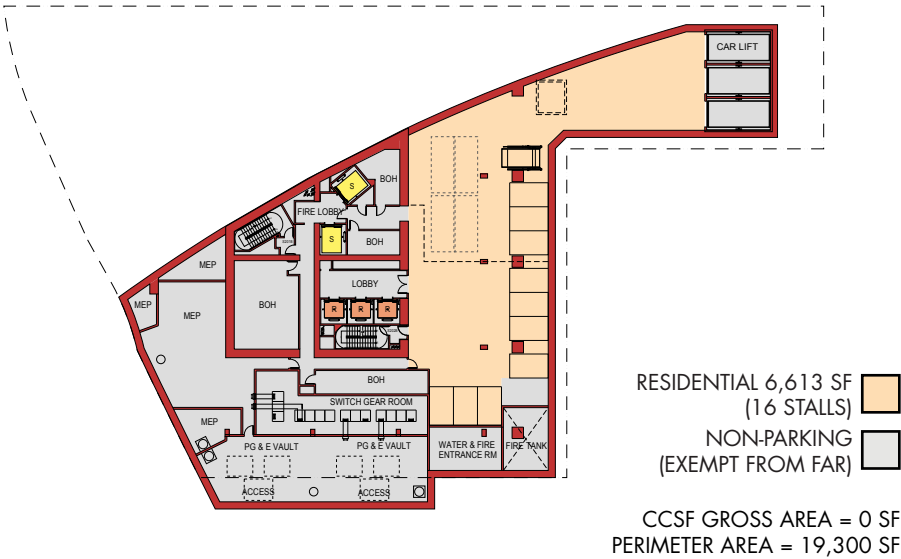 CAR LIFT
BOH
S
FIRE LOBBY
S
BOH
MEP
LOBBY
BOH
MEP
MEP
R
R
R
BOH
SWITCH GEAR ROOM
MEP
PG & E VAULT
PG & E VAULT
WATER & FIRE
ENTRANCE RM
FIRE TANK
ACCESS
ACCESS
RESIDENTIAL 6,613 SF
(16 STALLS)
NON-PARKING
(EXEMPT FROM FAR)
CCSF GROSS AREA = 0 SF
PERIMETER AREA = 19,300 SF